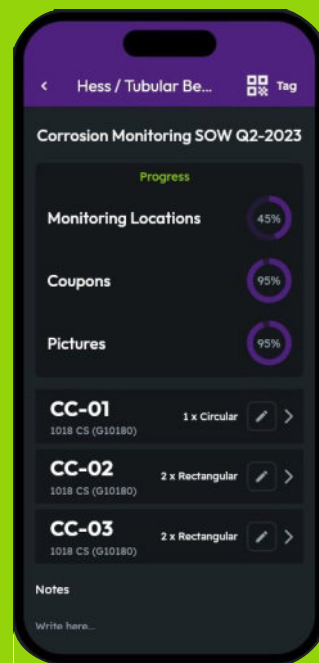 Hess / Tubular Be... Tag
Corrosion Monitoring SOW Q2-2023
Progress
Monitoring Locations 45%
Coupons 95%
Pictures 95%
CC-01 1 x Circular
1018 CS (G10180)
CC-02 2 x Rectangular
1018 CS (G10180)
CC-03 2 x Rectangular
1018 CS (G10180)
Notes
Write here...